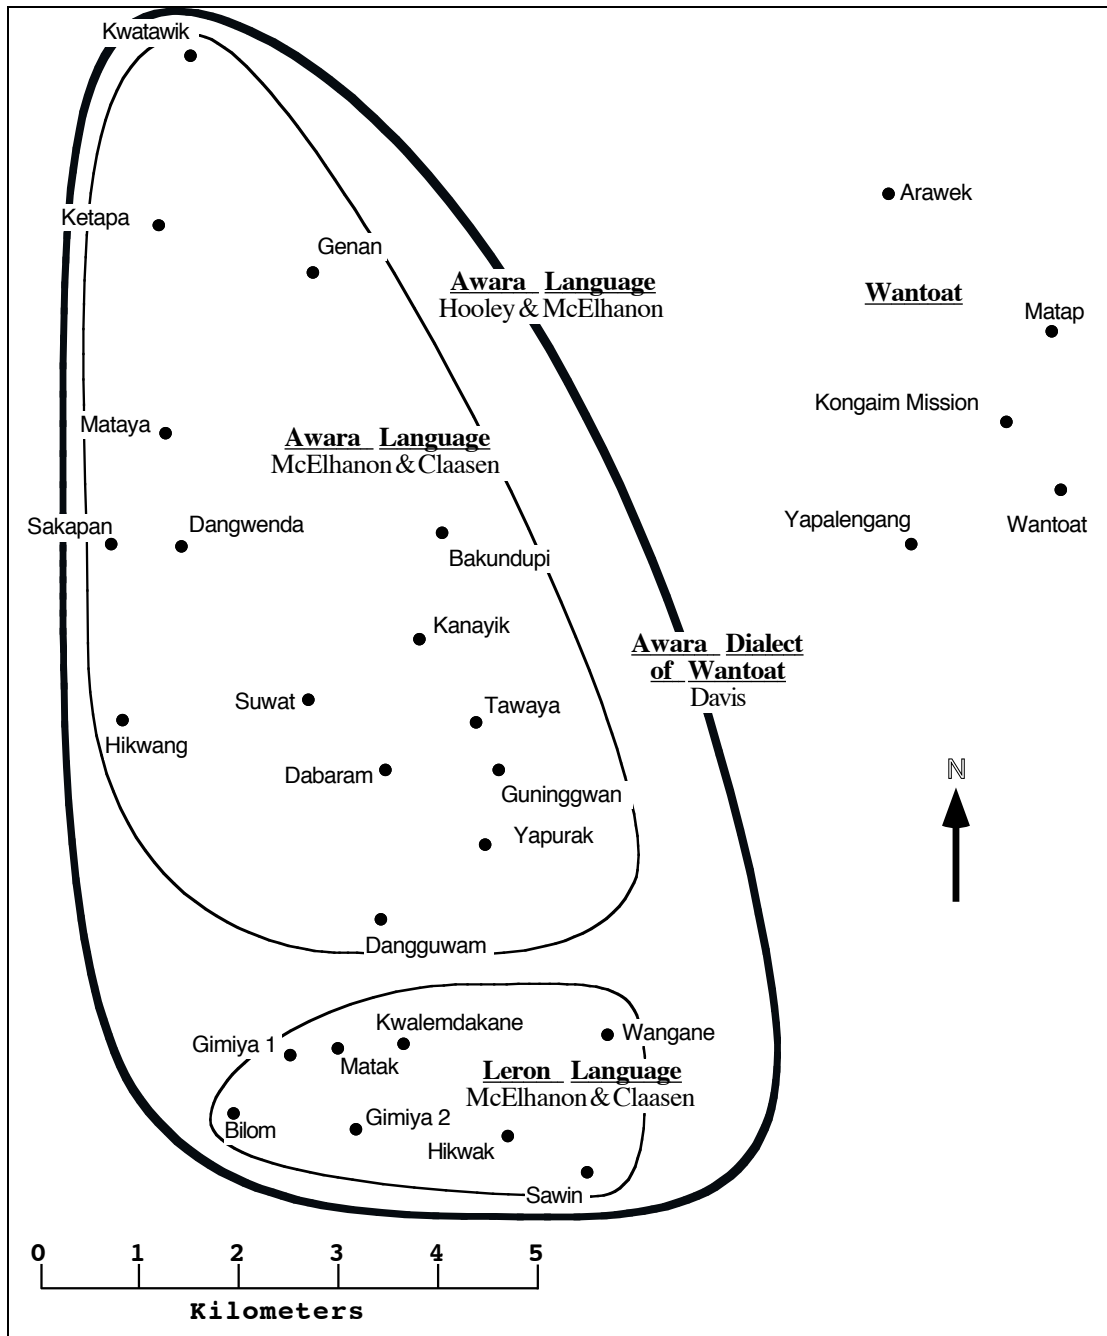 Kwatawik
Arawek
Ketapa
Genan
Awara Language
Hooley & McElhanon
Wantoat
Matap
Kongaim Mission
Mataya
Awara Language
McElhanon & Claasen
Sakapan
Dangwenda
Yapalengang
Wantoat
Bakundupi
Kanayik
Awara Dialect
of Wantoat
Davis
Suwat
Tawaya
Hikwang
Dabaram
Guninggwan
N
Yapurak
Dangguwam
Kwalemdakane
Wangane
Gimiya 1
Matak
Leron Language
McElhanon & Claasen
Gimiya 2
Bilom
Hikwak
Sawin
0 1 2 3 4 5
Kilometers